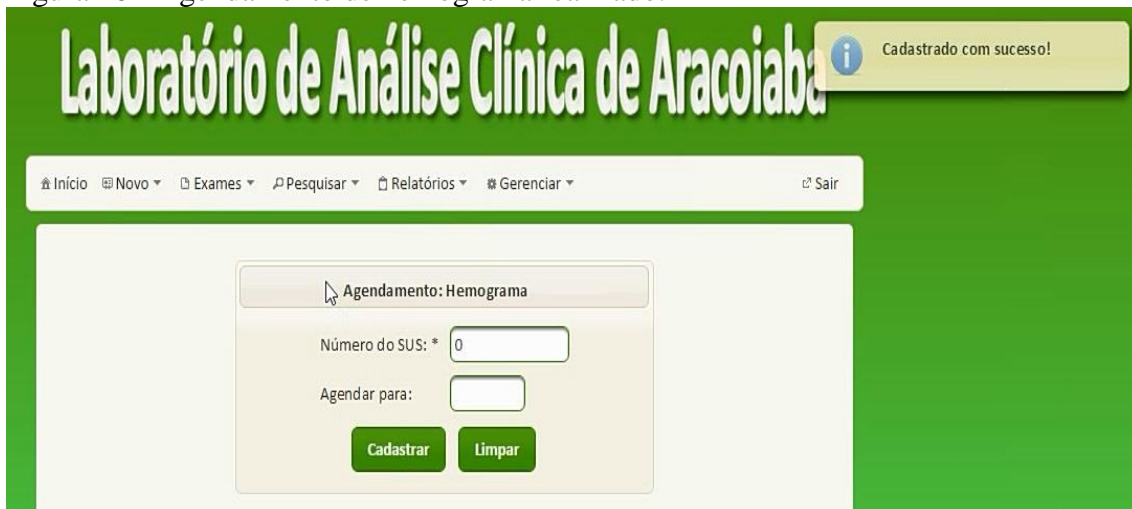 Laboratório de Análise Clínica de Aracoiaba
Cadastrado com sucesso!
Início Novo Exames Pesquisar Relatórios Gerenciar Sair
Agendamento: Hemograma
Número do SUS: * 0
Agendar para:
Cadastrar Limpar